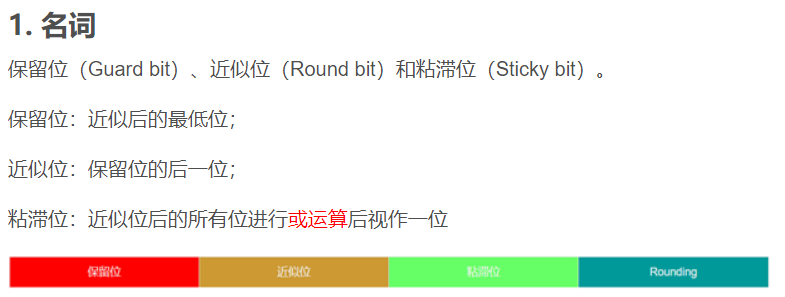 1. 名词
保留位（Guard bit）、近似位（Round bit）和粘滞位（Sticky bit）。
保留位：近似后的最低位；
近似位：保留位的后一位；
粘滞位：近似位后的所有位进行或运算后视作一位
保留位 近似位 粘滞位 Rounding